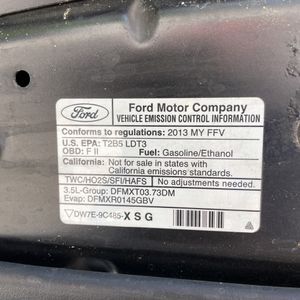 Ford
Ford Motor Company
VEHICLE EMISSION CONTROL INFORMATION
Conforms to regulations: 2013 MY FFV
U.S. EPA: T2B5 LDT3
OBD: F II Fuel: Gasoline/Ethanol
California: Not for sale in states with
California emissions standards.
TWC/HO2S/SFI/HAFS No adjustments needed.
3.5L-Group: DFMXT03.73DM
Evap: DFMXR0145GBV
DW7E-9C485-X S G